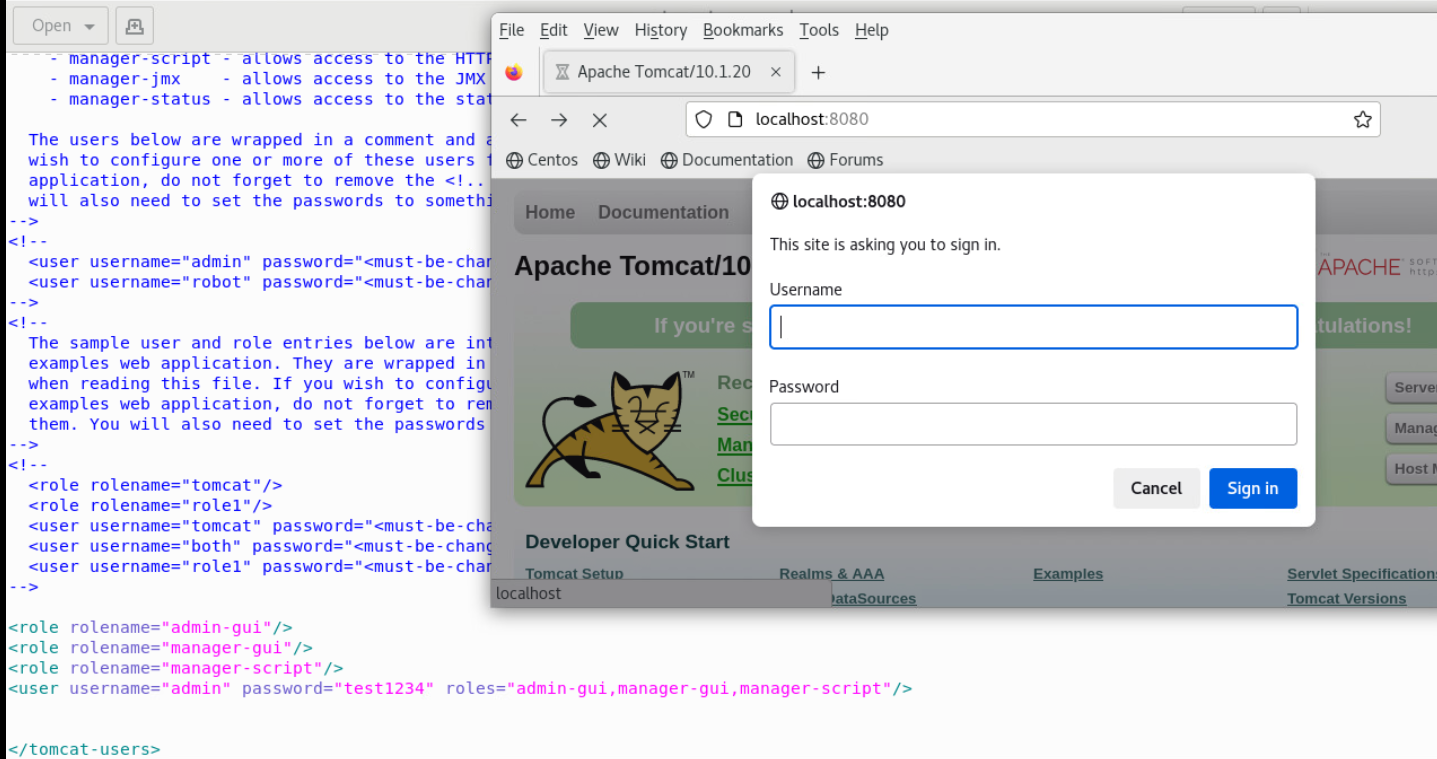 Open
- manager-script - allows access to the HTTP
- manager-jmx    - allows access to the JMX
- manager-status - allows access to the stat
The users below are wrapped in a comment and
wish to configure one or more of these users
application, do not forget to remove the <!..
will also need to set the passwords to somethi
-->
<!--
<user username="admin" password="<must-be-chan
<user username="robot" password="<must-be-chan
-->
<!--
The sample user and role entries below are int
examples web application. They are wrapped in
when reading this file. If you wish to configu
examples web application, do not forget to rem
them. You will also need to set the passwords
-->
<!--
<role rolename="tomcat"/>
<role rolename="role1"/>
<user username="tomcat" password="<must-be-cha
<user username="both" password="<must-be-chang
<user username="role1" password="<must-be-chan
-->
<role rolename="admin-gui"/>
<role rolename="manager-gui"/>
<role rolename="manager-script"/>
<user username="admin" password="test1234" roles="admin-gui,manager-gui,manager-script"/>
</tomcat-users>
File Edit View History Bookmarks Tools Help
Apache Tomcat/10.1.20
localhost:8080
Centos Wiki Documentation Forums
Home Documentation
Apache Tomcat/10
APACHE
If you're s
tulations!
TM
Rec
Secu
Man
Clus
Server
Manag
Host M
localhost:8080
This site is asking you to sign in.
Username
Password
Cancel Sign in
Developer Quick Start
Tomcat Setup Realms & AAA Examples Servlet Specifications
DataSources Tomcat Versions
localhost